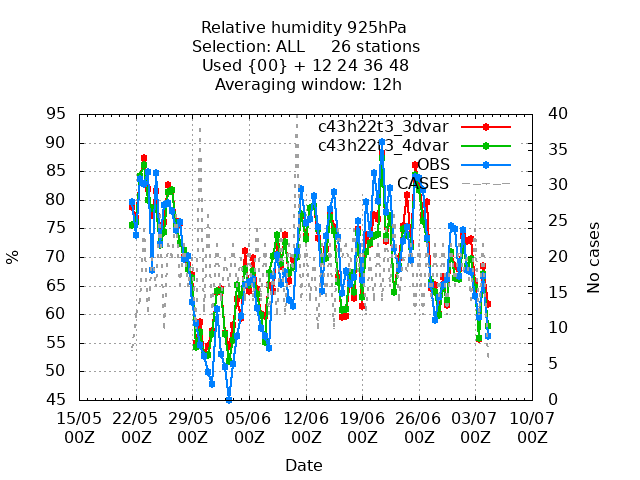 Relative humidity 925hPa
Selection: ALL 26 stations
Used {00} + 12 24 36 48
Averaging window: 12h
95 40
c43h22t3_3dvar
90
c43h22t3_4dvar
85 35
OBS
80 30
CASES
75 25
70
65 20
60 15
55 10
50 5
45 0
%
No cases
15/05 22/05 29/05 05/06 12/06 19/06 26/06 03/07 10/07
00Z 00Z 00Z 00Z 00Z 00Z 00Z 00Z 00Z
Date